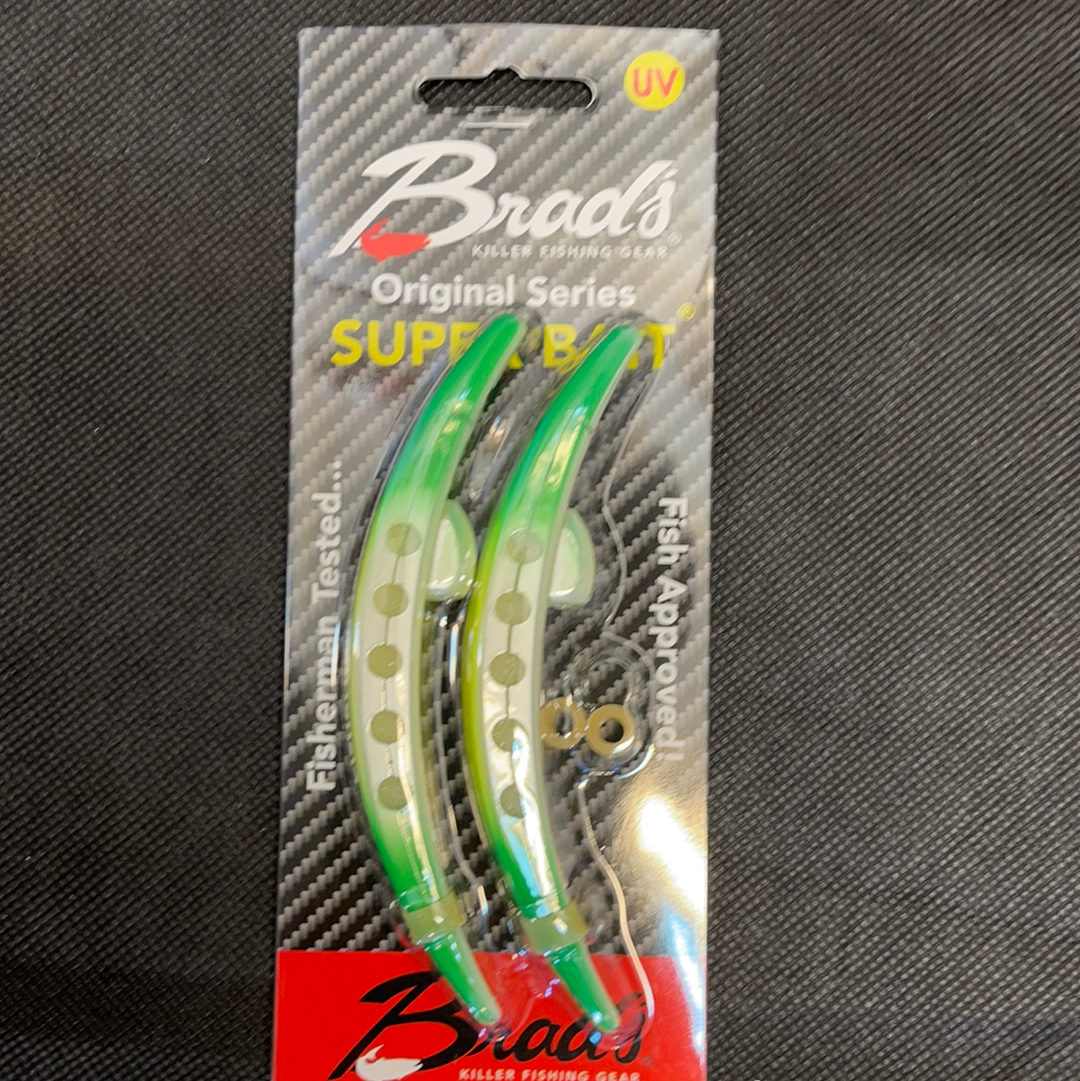 UV
Brad's®
KILLER FISHING GEAR
Original Series
SUPER BAIT®
Fisherman Tested...
Fish Approved!
Brad's
KILLER FISHING GEAR